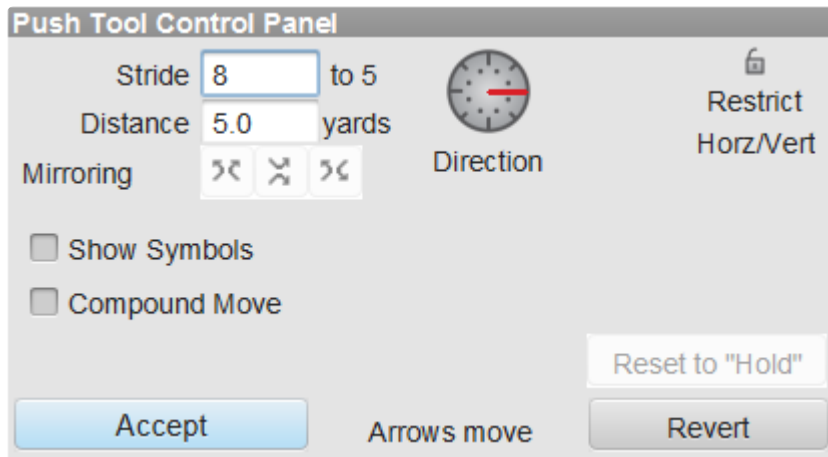 Push Tool Control Panel
Stride 8 to 5
Distance 5.0 yards
Mirroring
Direction
Restrict
Horz/Vert
Show Symbols
Compound Move
Reset to "Hold"
Accept Arrows move Revert